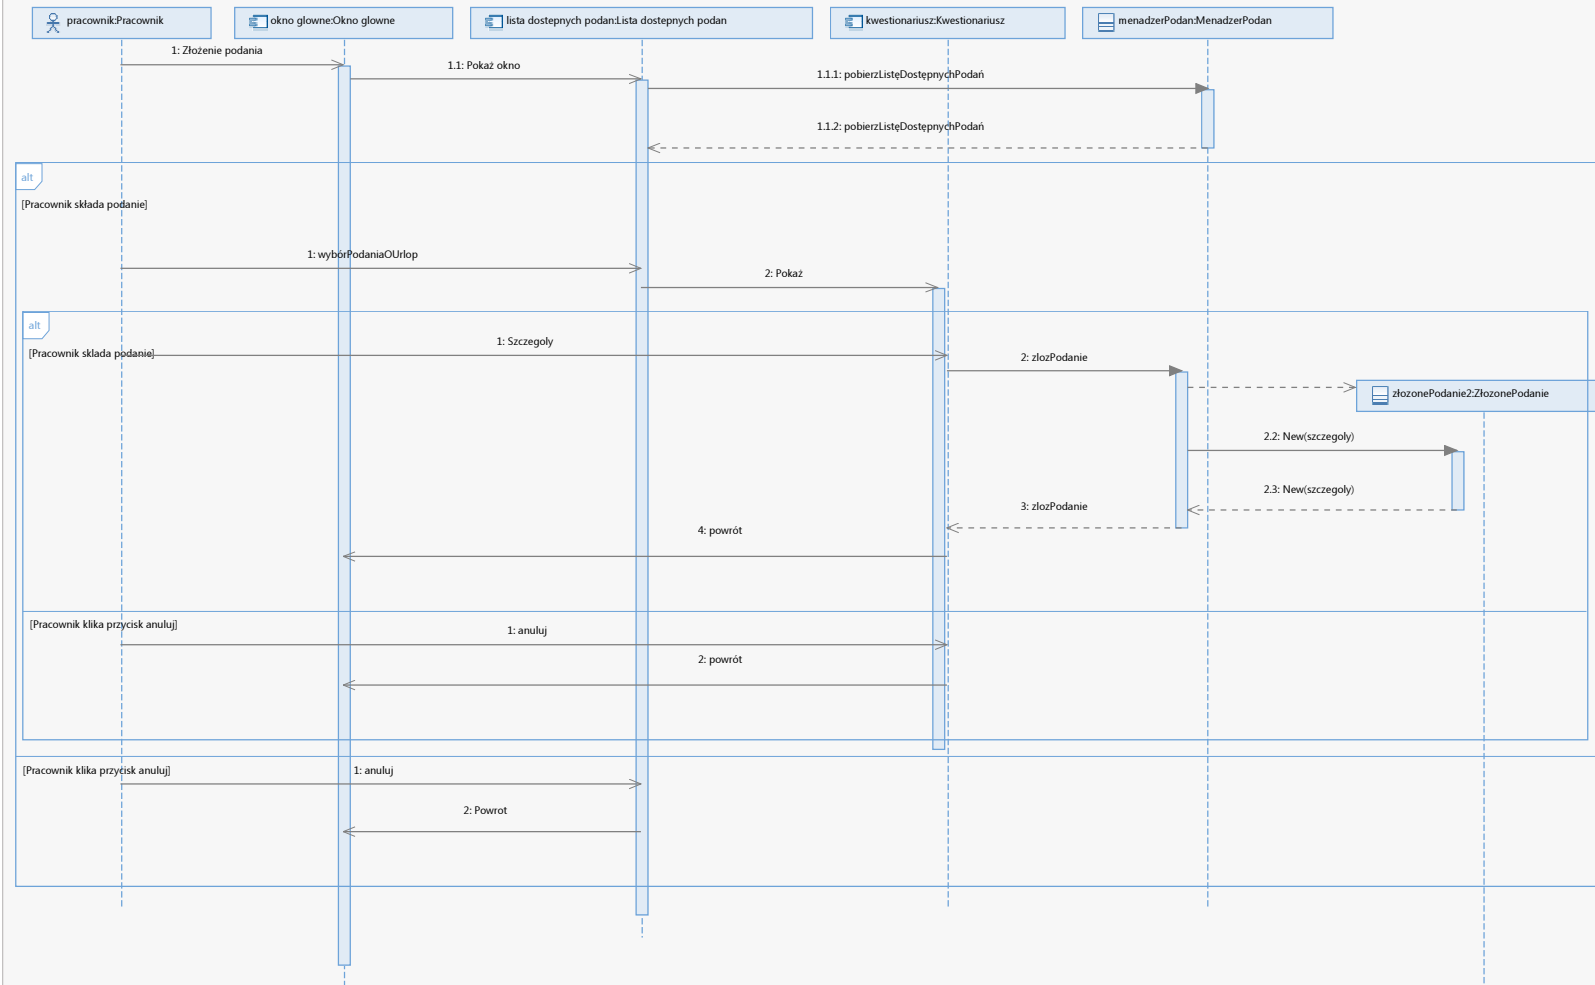 pracownik:Pracownik
okno glowne:Okno glowne
lista dostepnych podan:Lista dostepnych podan
kwestionariusz:Kwestionariusz
menadzerPodan:MenadzerPodan
1: Złożenie podania
1.1: Pokaż okno
1.1.1: pobierzListęDostępnychPodań
1.1.2: pobierzListęDostępnychPodań
alt
[Pracownik składa podanie]
1: wybórPodaniaOUrlop
2: Pokaż
alt
[Pracownik sklada podanie]
1: Szczegoly
2: zlozPodanie
złozonePodanie2:ZłozonePodanie
2.2: New(szczegoly)
2.3: New(szczegoly)
3: zlozPodanie
4: powrót
[Pracownik klika przycisk anuluj]
1: anuluj
2: powrót
[Pracownik klika przycisk anuluj]
1: anuluj
2: Powrot